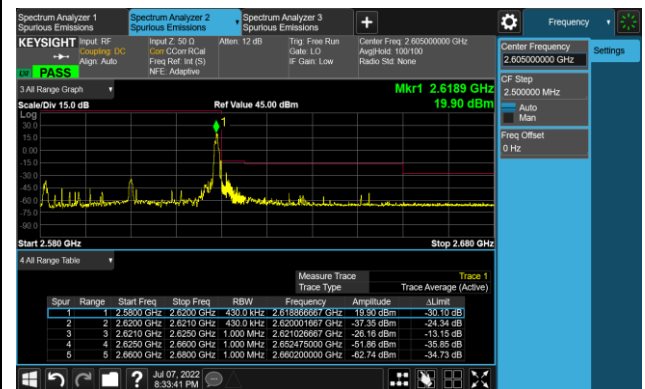 Spectrum Analyzer 1
Spurious Emissions
Spectrum Analyzer 2
Spurious Emissions
Spectrum Analyzer 3
Spurious Emissions
Frequency
KEYSIGHT
Input: RF
Coupling: DC
Align: Auto
Input Z: 50 Ω
Corr CCorr RCal
Freq Ref: Int (S)
NFE: Adaptive
Atten: 12 dB
Trig: Free Run
Gate: LO
IF Gain: Low
Center Freq: 2.605000000 GHz
Avg|Hold: 100/100
Radio Std: None
PASS
Center Frequency
2.605000000 GHz
Settings
CF Step
2.500000 MHz
Auto
Man
Freq Offset
0 Hz
3 All Range Graph
Mkr1 2.6189 GHz
19.90 dBm
Scale/Div 15.0 dB
Ref Value 45.00 dBm
Log
30.0
15.0
0.00
-15.0
-30.0
-45.0
-60.0
-75.0
-90.0
1
Start 2.580 GHz
Stop 2.680 GHz
4 All Range Table
Measure Trace Trace 1
Trace Type Trace Average (Active)
Spur Range Start Freq Stop Freq RBW Frequency Amplitude ΔLimit
1 1 2.5800 GHz 2.6200 GHz 430.0 kHz 2.618866667 GHz 19.90 dBm -30.10 dB
2 2 2.6200 GHz 2.6210 GHz 430.0 kHz 2.620001667 GHz -37.35 dBm -24.34 dB
3 3 2.6210 GHz 2.6250 GHz 1.000 MHz 2.621026667 GHz -26.16 dBm -13.15 dB
4 4 2.6250 GHz 2.6600 GHz 1.000 MHz 2.652475000 GHz -51.86 dBm -35.85 dB
5 5 2.6600 GHz 2.6800 GHz 1.000 MHz 2.660200000 GHz -62.74 dBm -34.73 dB
Jul 07, 2022
8:33:41 PM